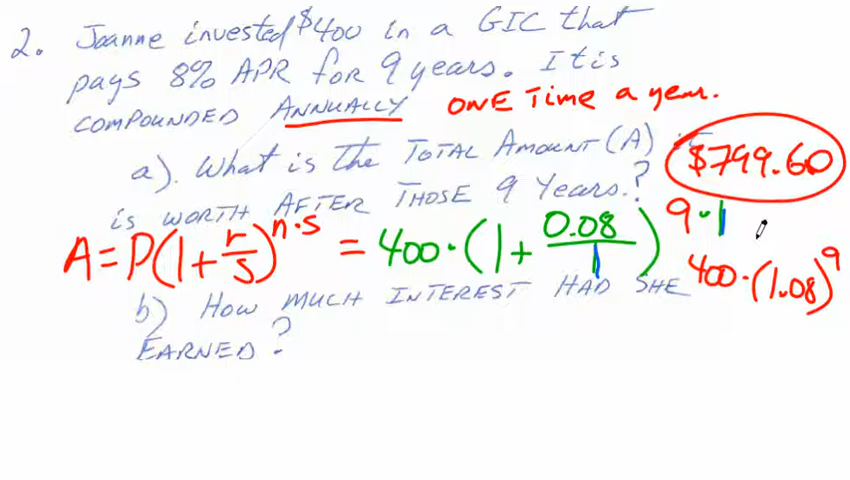 2. Joanne invested $400 in a GIC that
pays 8% APR for 9 years. It is
COMPOUNDED ANNUALLY ONE Time a year.
a). What is the TOTAL AMOUNT (A) it
$799.60
is WORTH AFTER THOSE 9 Years?
A = P(1 + r/s)^n·s = 400·(1 + 0.08/1)^9·1
400·(1.08)^9
b) HOW MUCH INTEREST HAD SHE
EARNED?